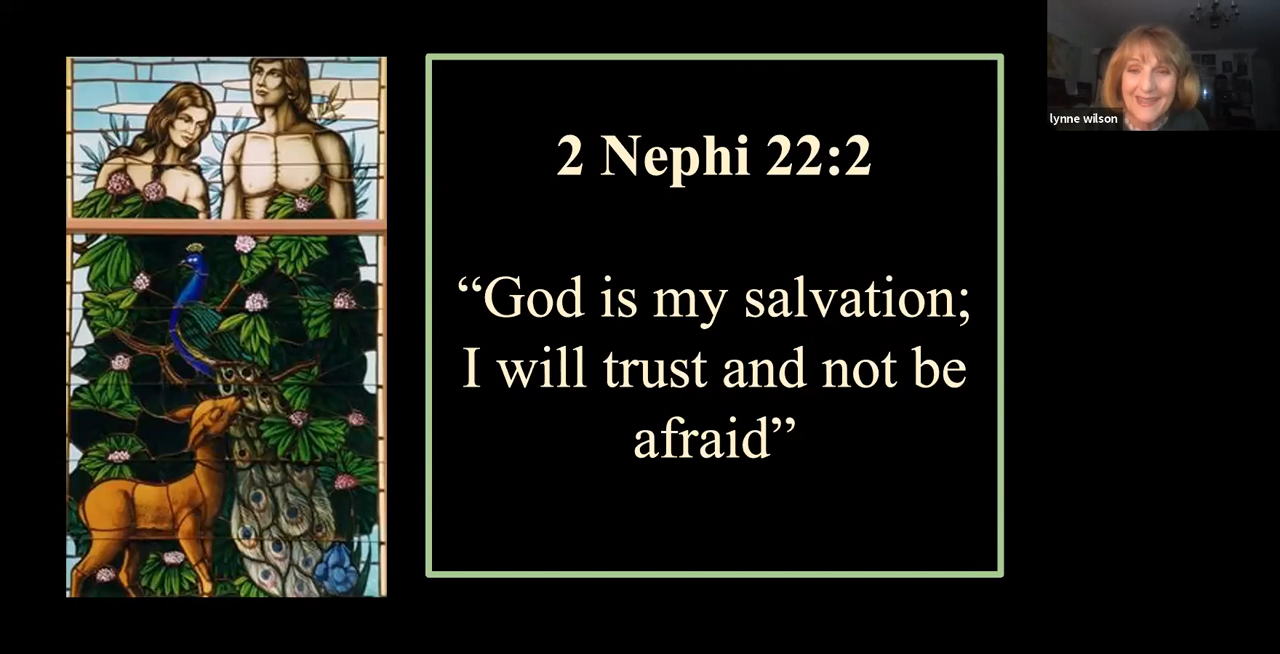 2 Nephi 22:2
“God is my salvation;
I will trust and not be
afraid”
lynne wilson